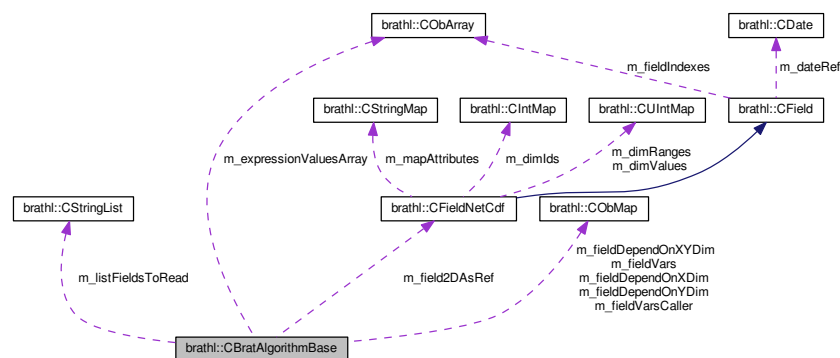 brathl::CObArray
brathl::CDate
m_fieldIndexes
m_dateRef
brathl::CStringMap
brathl::CIntMap
brathl::CUIntMap
brathl::CField
m_expressionValuesArray
m_mapAttributes
m_dimIds
m_dimRanges
m_dimValues
brathl::CStringList
brathl::CFieldNetCdf
brathl::CObMap
m_listFieldsToRead
m_field2DAsRef
m_fieldDependOnXYDim
m_fieldVars
m_fieldDependOnXDim
m_fieldDependOnYDim
m_fieldVarsCaller
brathl::CBratAlgorithmBase